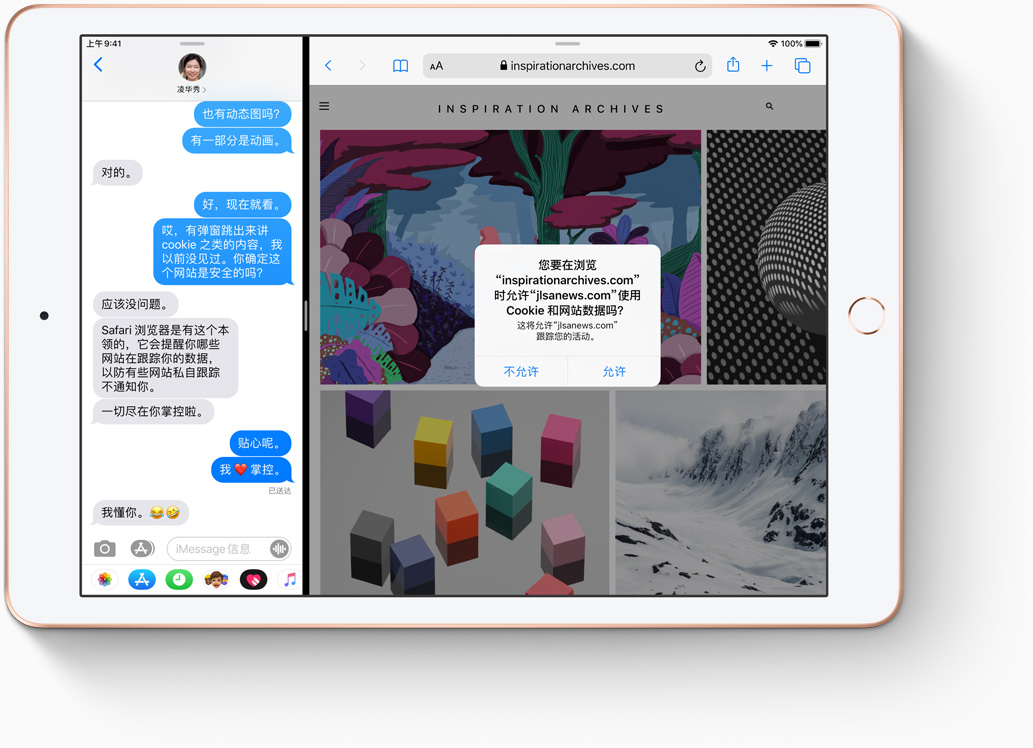 上午9:41
凌华秀
也有动态图吗?
有一部分是动画。
对的。
好，现在就看。
哎，有弹窗跳出来讲
cookie 之类的内容，我
以前没见过。你确定这
个网站是安全的吗?
应该没问题。
Safari 浏览器是有这个本
领的，它会提醒你哪些
网站在跟踪你的数据，
以防有些网站私自跟踪
不通知你。
一切尽在你掌控啦。
贴心呢。
我 ❤️ 掌控。
已送达
我懂你。😂🤣
iMessage 信息
100%
AA
inspirationarchives.com
INSPIRATION ARCHIVES
您要在浏览
“inspirationarchives.com”
时允许“jlsanews.com”使用
Cookie 和网站数据吗?
这将允许“jlsanews.com”
跟踪您的活动。
不允许
允许